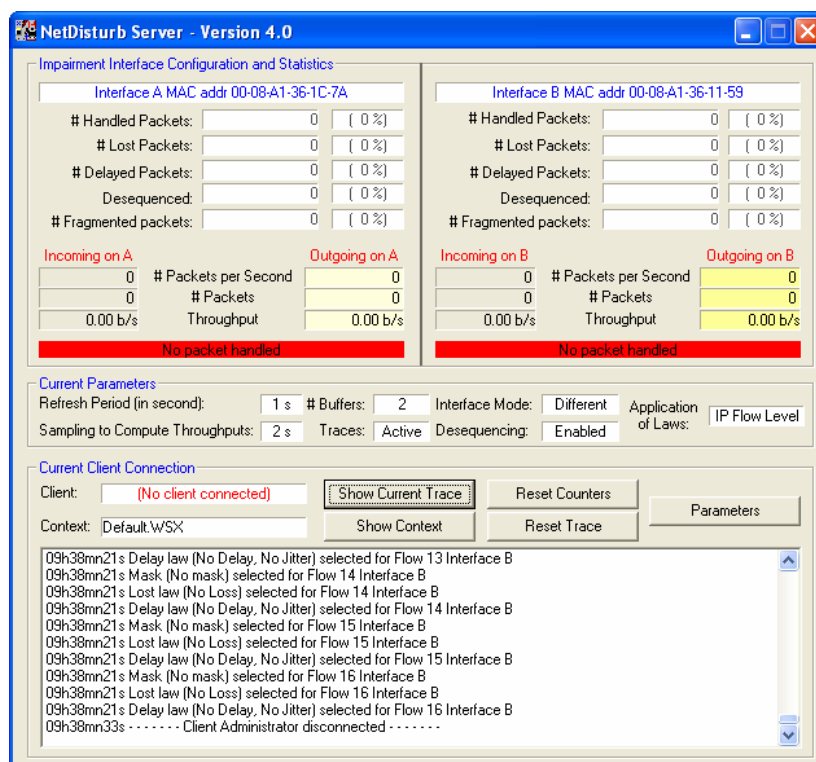 NetDisturb Server - Version 4.0
Impairment Interface Configuration and Statistics
Interface A MAC addr 00-08-A1-36-1C-7A
# Handled Packets: 0 ( 0 %)
# Lost Packets: 0 ( 0 %)
# Delayed Packets: 0 ( 0 %)
Desequenced: 0 ( 0 %)
# Fragmented packets: 0 ( 0 %)
Incoming on A Outgoing on A
0 # Packets per Second 0
0 # Packets 0
0.00 b/s Throughput 0.00 b/s
No packet handled
Interface B MAC addr 00-08-A1-36-11-59
# Handled Packets: 0 ( 0 %)
# Lost Packets: 0 ( 0 %)
# Delayed Packets: 0 ( 0 %)
Desequenced: 0 ( 0 %)
# Fragmented packets: 0 ( 0 %)
Incoming on B Outgoing on B
0 # Packets per Second 0
0 # Packets 0
0.00 b/s Throughput 0.00 b/s
No packet handled
Current Parameters
Refresh Period (in second): 1 s # Buffers: 2 Interface Mode: Different Application of Laws: IP Flow Level
Sampling to Compute Throughputs: 2 s Traces: Active Desequencing: Enabled
Current Client Connection
Client: (No client connected) Show Current Trace Reset Counters Parameters
Context: Default.WSX Show Context Reset Trace
09h38mn21s Delay law (No Delay, No Jitter) selected for Flow 13 Interface B
09h38mn21s Mask (No mask) selected for Flow 14 Interface B
09h38mn21s Lost law (No Loss) selected for Flow 14 Interface B
09h38mn21s Delay law (No Delay, No Jitter) selected for Flow 14 Interface B
09h38mn21s Mask (No mask) selected for Flow 15 Interface B
09h38mn21s Lost law (No Loss) selected for Flow 15 Interface B
09h38mn21s Delay law (No Delay, No Jitter) selected for Flow 15 Interface B
09h38mn21s Mask (No mask) selected for Flow 16 Interface B
09h38mn21s Lost law (No Loss) selected for Flow 16 Interface B
09h38mn21s Delay law (No Delay, No Jitter) selected for Flow 16 Interface B
09h38mn33s - - - - - - - Client Administrator disconnected - - - - - - -